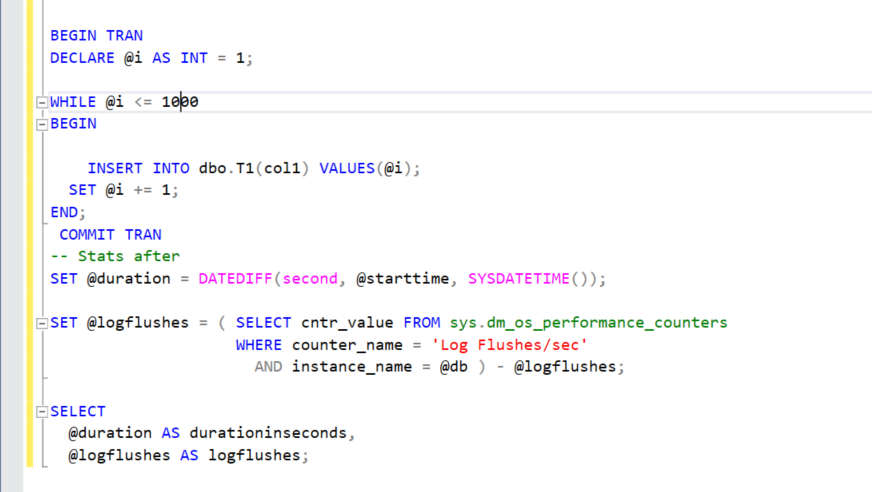 BEGIN TRAN
DECLARE @i AS INT = 1;
WHILE @i <= 1000
BEGIN
INSERT INTO dbo.T1(col1) VALUES(@i);
SET @i += 1;
END;
COMMIT TRAN
-- Stats after
SET @duration = DATEDIFF(second, @starttime, SYSDATETIME());
SET @logflushes = ( SELECT cntr_value FROM sys.dm_os_performance_counters
WHERE counter_name = 'Log Flushes/sec'
AND instance_name = @db ) - @logflushes;
SELECT
@duration AS durationinseconds,
@logflushes AS logflushes;